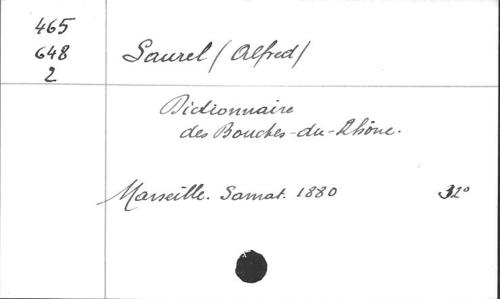 465
648
2
Saurel (Alfred)
Dictionnaire
des Bouches-du-Rhône.
Marseille. Samat. 1880 32°